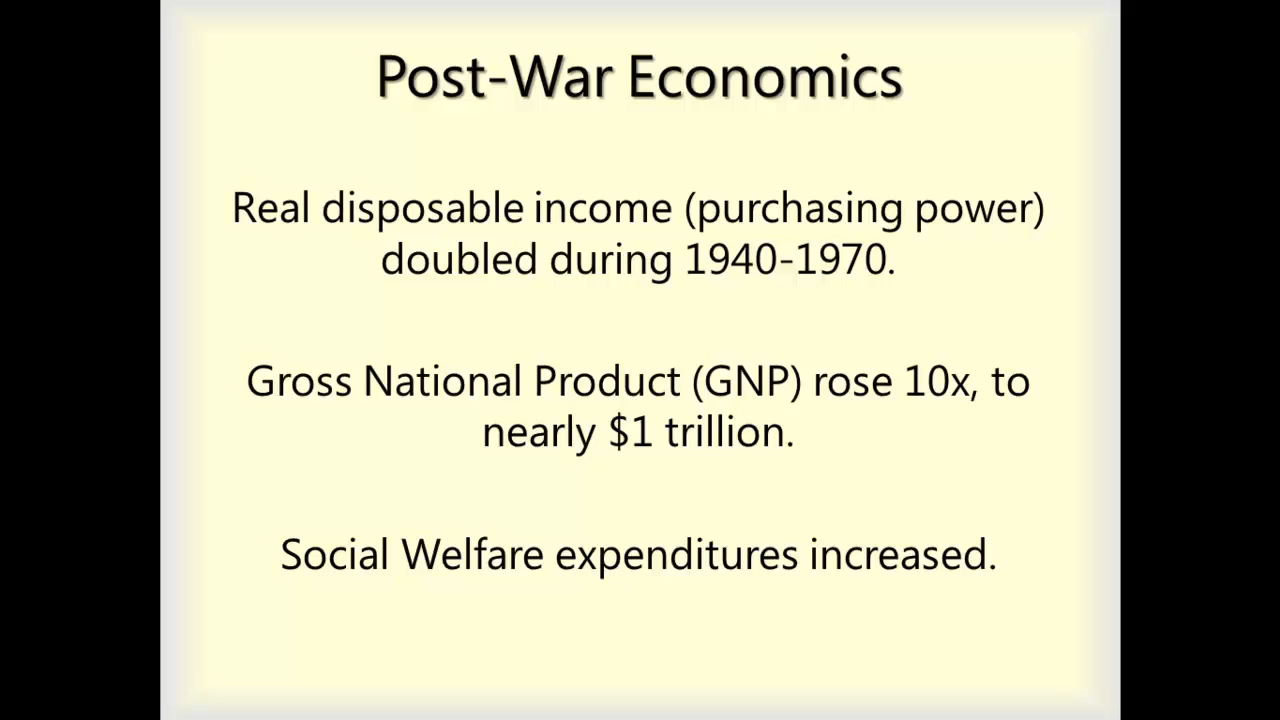 Post-War Economics
Real disposable income (purchasing power)
doubled during 1940-1970.
Gross National Product (GNP) rose 10x, to
nearly $1 trillion.
Social Welfare expenditures increased.